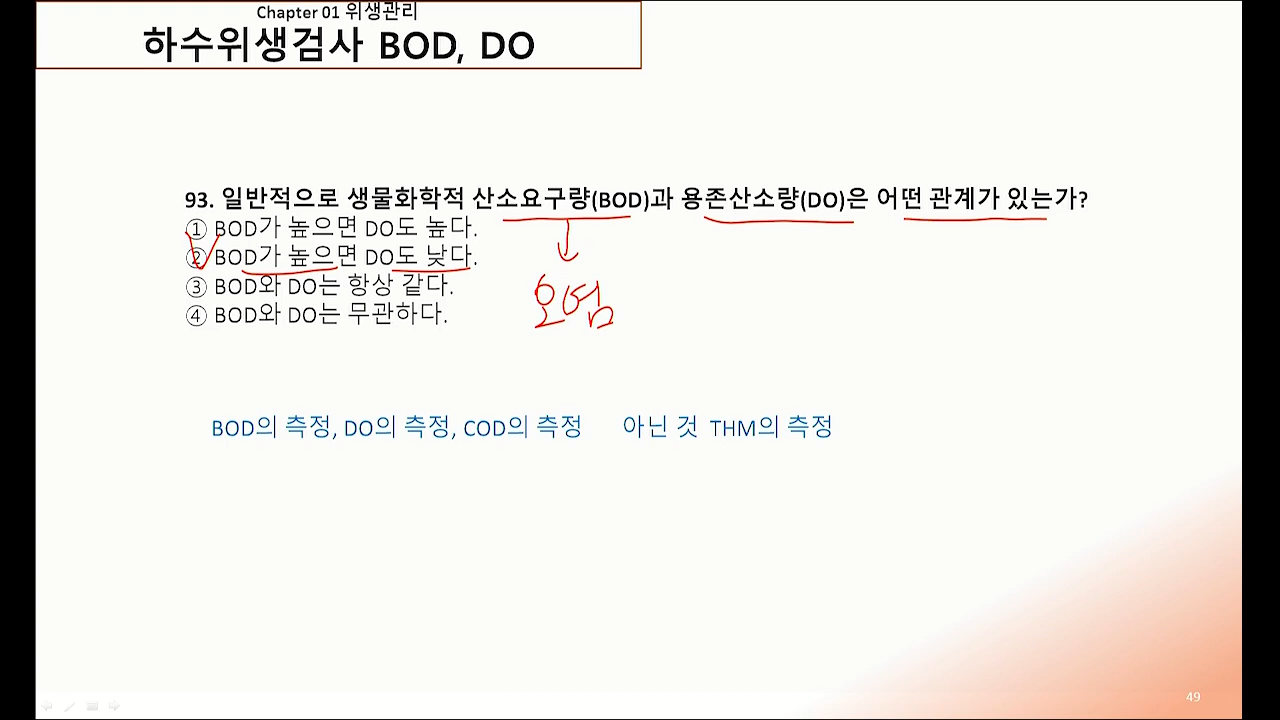 Chapter 01 위생관리
하수위생검사 BOD, DO
93. 일반적으로 생물화학적 산소요구량(BOD)과 용존산소량(DO)은 어떤 관계가 있는가?
① BOD가 높으면 DO도 높다.
② BOD가 높으면 DO도 낮다.
③ BOD와 DO는 항상 같다.
④ BOD와 DO는 무관하다.
오염
BOD의 측정, DO의 측정, COD의 측정 아닌 것 THM의 측정
49